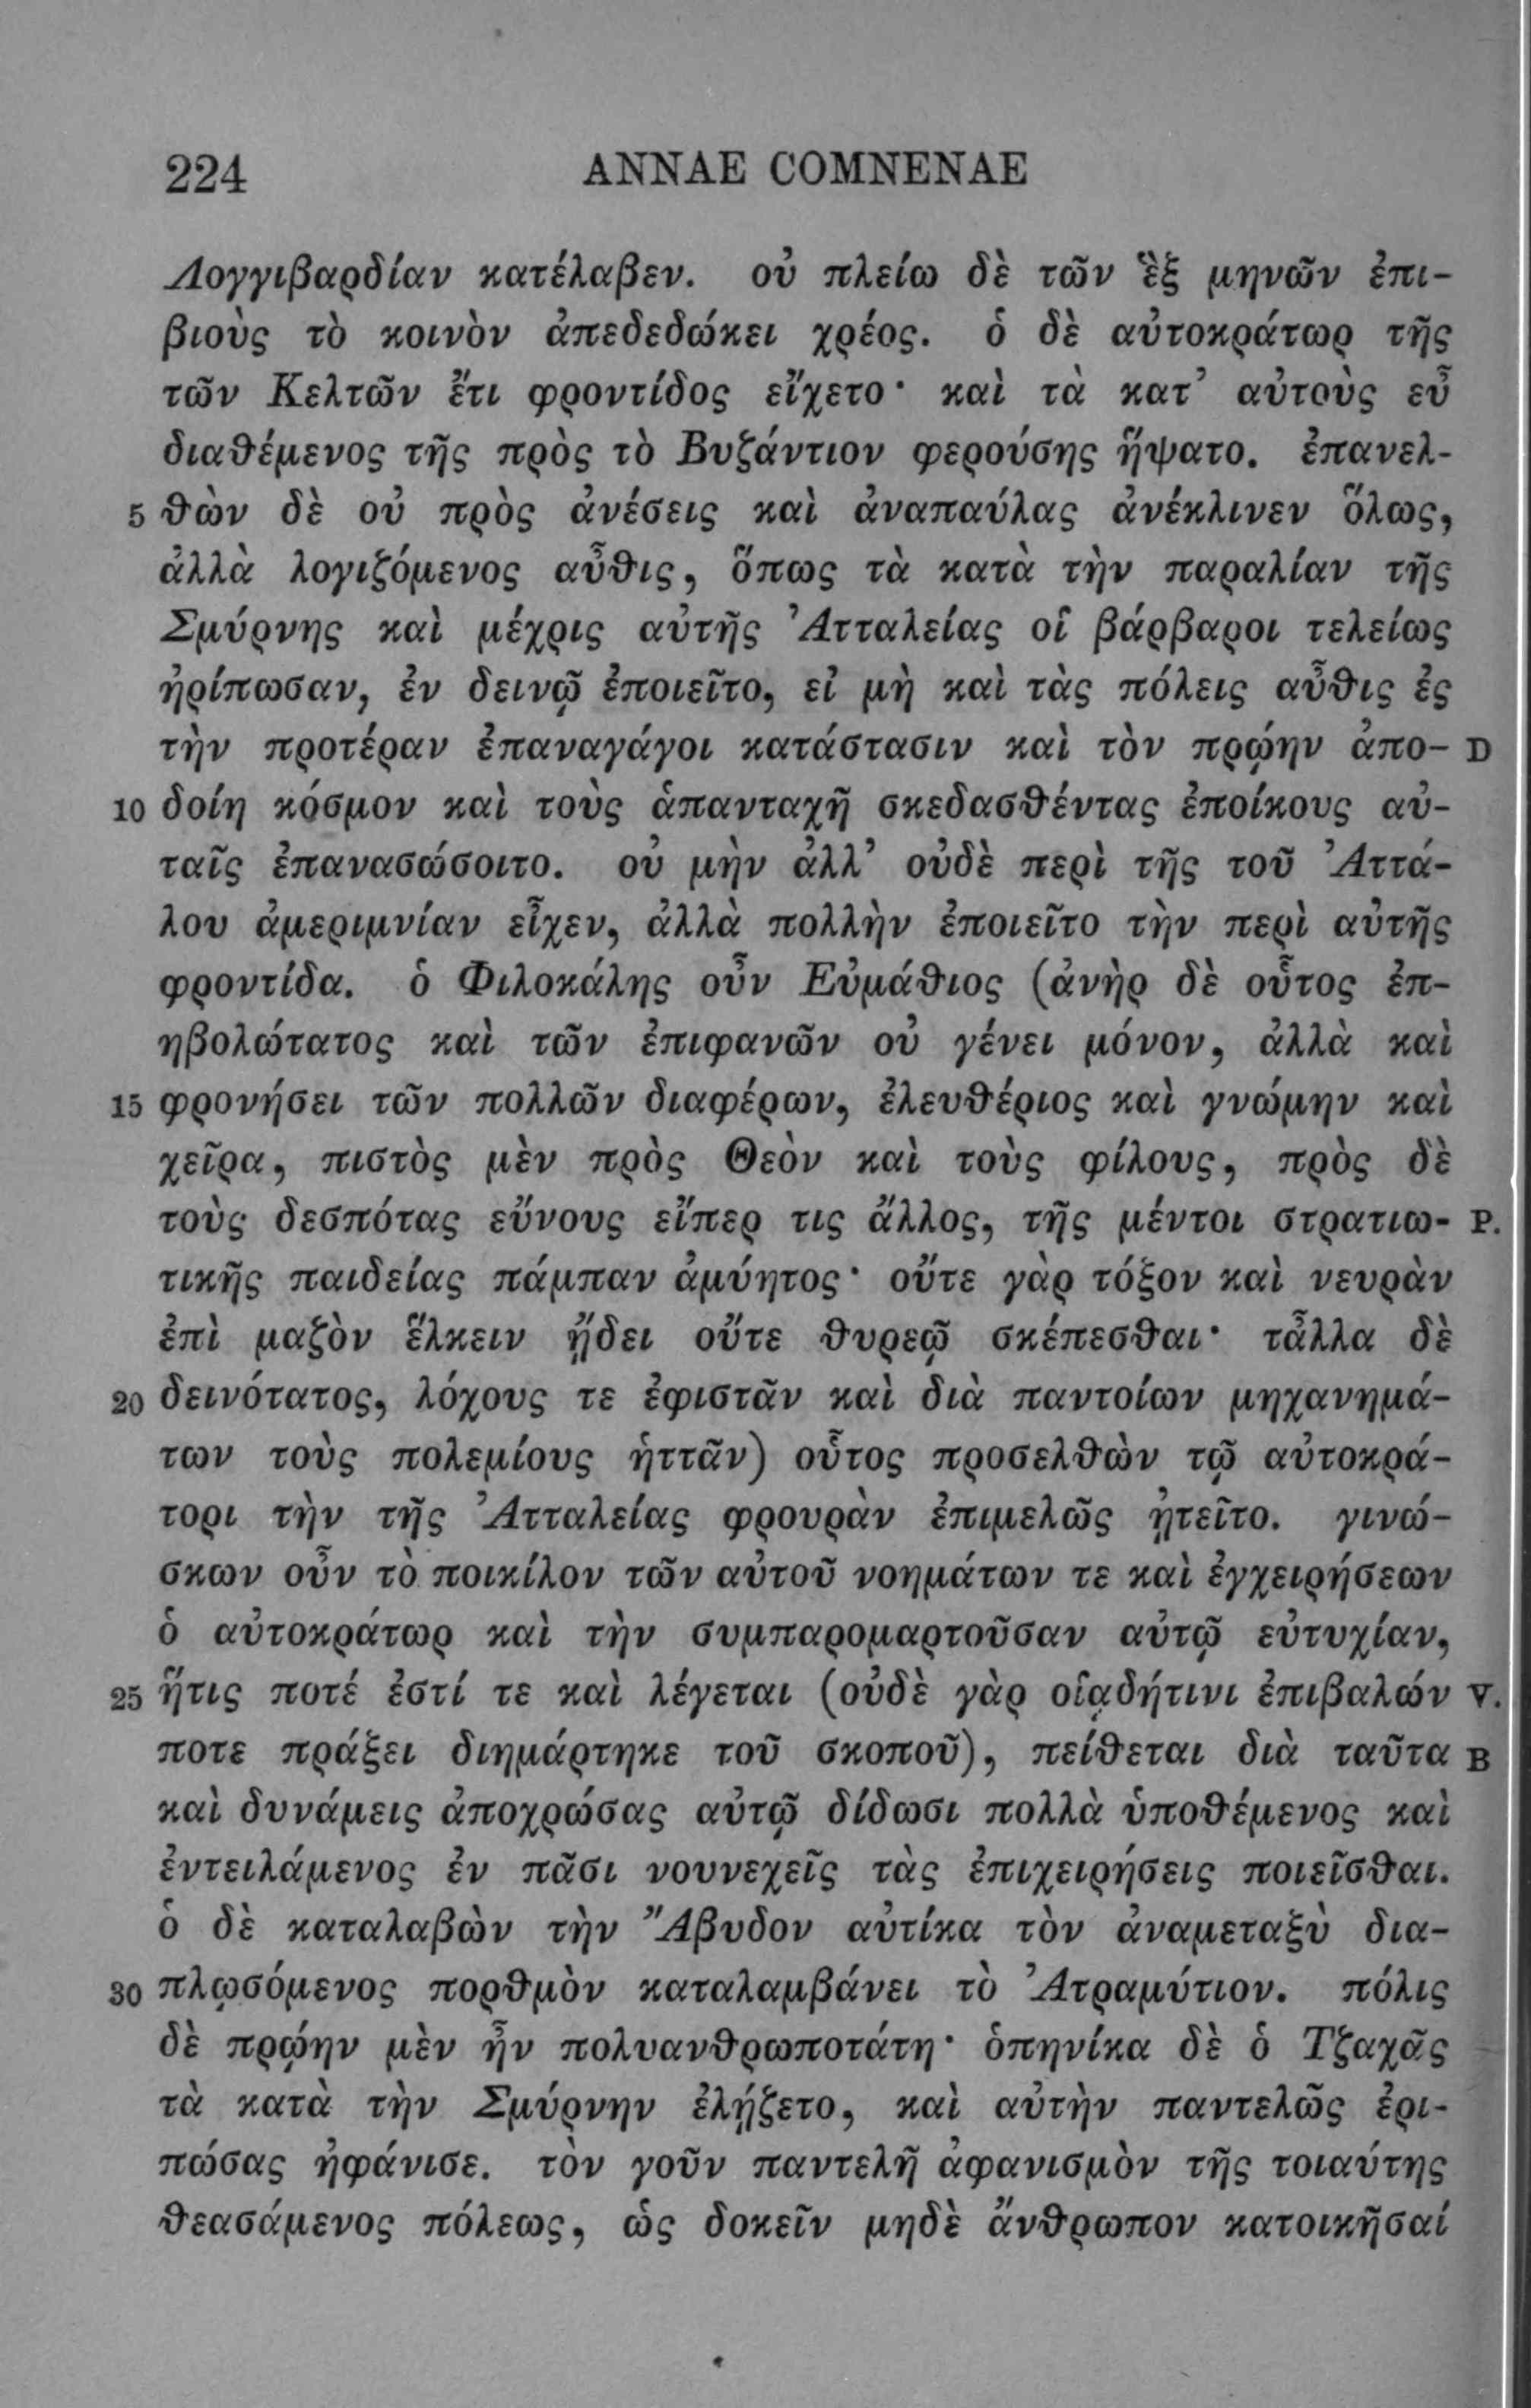 224 ANNAE COMNENAE
Λογγιβαρδίαν κατέλαβεν. οὐ πλείω δὲ τῶν ἓξ μηνῶν ἐπι-
βιοὺς τὸ κοινὸν ἀπεδεδώκει χρέος. ὁ δὲ αὐτοκράτωρ τῆς
τῶν Κελτῶν ἔτι φροντίδος εἴχετο· καὶ τὰ κατ’ αὐτοὺς εὖ
διαθέμενος τῆς πρὸς τὸ Βυζάντιον φερούσης ἥψατο. ἐπανελ-
5 θὼν δὲ οὐ πρὸς ἀνέσεις καὶ ἀναπαύλας ἀνέκλινεν ὅλως,
ἀλλὰ λογιζόμενος αὖθις, ὅπως τὰ κατὰ τὴν παραλίαν τῆς
Σμύρνης καὶ μέχρις αὐτῆς Ἀτταλείας οἱ βάρβαροι τελείως
ἠρίπωσαν, ἐν δεινῷ ἐποιεῖτο, εἰ μὴ καὶ τὰς πόλεις αὖθις ἐς
τὴν προτέραν ἐπαναγάγοι κατάστασιν καὶ τὸν πρῴην ἀπο- D
10 δοίη κόσμον καὶ τοὺς ἁπανταχῆ σκεδασθέντας ἐποίκους αὐ-
ταῖς ἐπανασώσοιτο. οὐ μὴν ἀλλ’ οὐδὲ περὶ τῆς τοῦ Ἀττά-
λου ἀμεριμνίαν εἶχεν, ἀλλὰ πολλὴν ἐποιεῖτο τὴν περὶ αὐτῆς
φροντίδα. ὁ Φιλοκάλης οὖν Εὐμάθιος (ἀνὴρ δὲ οὗτος ἐπ-
ηβολώτατος καὶ τῶν ἐπιφανῶν οὐ γένει μόνον, ἀλλὰ καὶ
15 φρονήσει τῶν πολλῶν διαφέρων, ἐλευθέριος καὶ γνώμην καὶ
χεῖρα, πιστὸς μὲν πρὸς Θεὸν καὶ τοὺς φίλους, πρὸς δὲ
τοὺς δεσπότας εὔνους εἴπερ τις ἄλλος, τῆς μέντοι στρατιω- P.
τικῆς παιδείας πάμπαν ἀμύητος· οὔτε γὰρ τόξον καὶ νευρὰν
ἐπὶ μαζὸν ἕλκειν ᾔδει οὔτε θυρεῷ σκέπεσθαι· τἆλλα δὲ
20 δεινότατος, λόχους τε ἐφιστᾶν καὶ διὰ παντοίων μηχανημά-
των τοὺς πολεμίους ἡττᾶν) οὗτος προσελθὼν τῷ αὐτοκρά-
τορι τὴν τῆς Ἀτταλείας φρουρὰν ἐπιμελῶς ᾐτεῖτο. γινώ-
σκων οὖν τὸ ποικίλον τῶν αὐτοῦ νοημάτων τε καὶ ἐγχειρήσεων
ὁ αὐτοκράτωρ καὶ τὴν συμπαρομαρτοῦσαν αὐτῷ εὐτυχίαν,
25 ἥτις ποτέ ἐστί τε καὶ λέγεται (οὐδὲ γὰρ οἱᾳδήτινι ἐπιβαλών V.
ποτε πράξει διημάρτηκε τοῦ σκοποῦ), πείθεται διὰ ταῦτα B
καὶ δυνάμεις ἀποχρώσας αὐτῷ δίδωσι πολλὰ ὑποθέμενος καὶ
ἐντειλάμενος ἐν πᾶσι νουνεχεῖς τὰς ἐπιχειρήσεις ποιεῖσθαι.
ὁ δὲ καταλαβὼν τὴν Ἄβυδον αὐτίκα τὸν ἀναμεταξὺ δια-
30 πλῳσόμενος πορθμὸν καταλαμβάνει τὸ Ἀτραμύτιον. πόλις
δὲ πρῴην μὲν ἦν πολυανθρωποτάτη· ὁπηνίκα δὲ ὁ Τζαχᾶς
τὰ κατὰ τὴν Σμύρνην ἐλῄζετο, καὶ αὐτὴν παντελῶς ἐρι-
πώσας ἠφάνισε. τὸν γοῦν παντελῆ ἀφανισμὸν τῆς τοιαύτης
θεασάμενος πόλεως, ὡς δοκεῖν μηδὲ ἄνθρωπον κατοικῆσαί